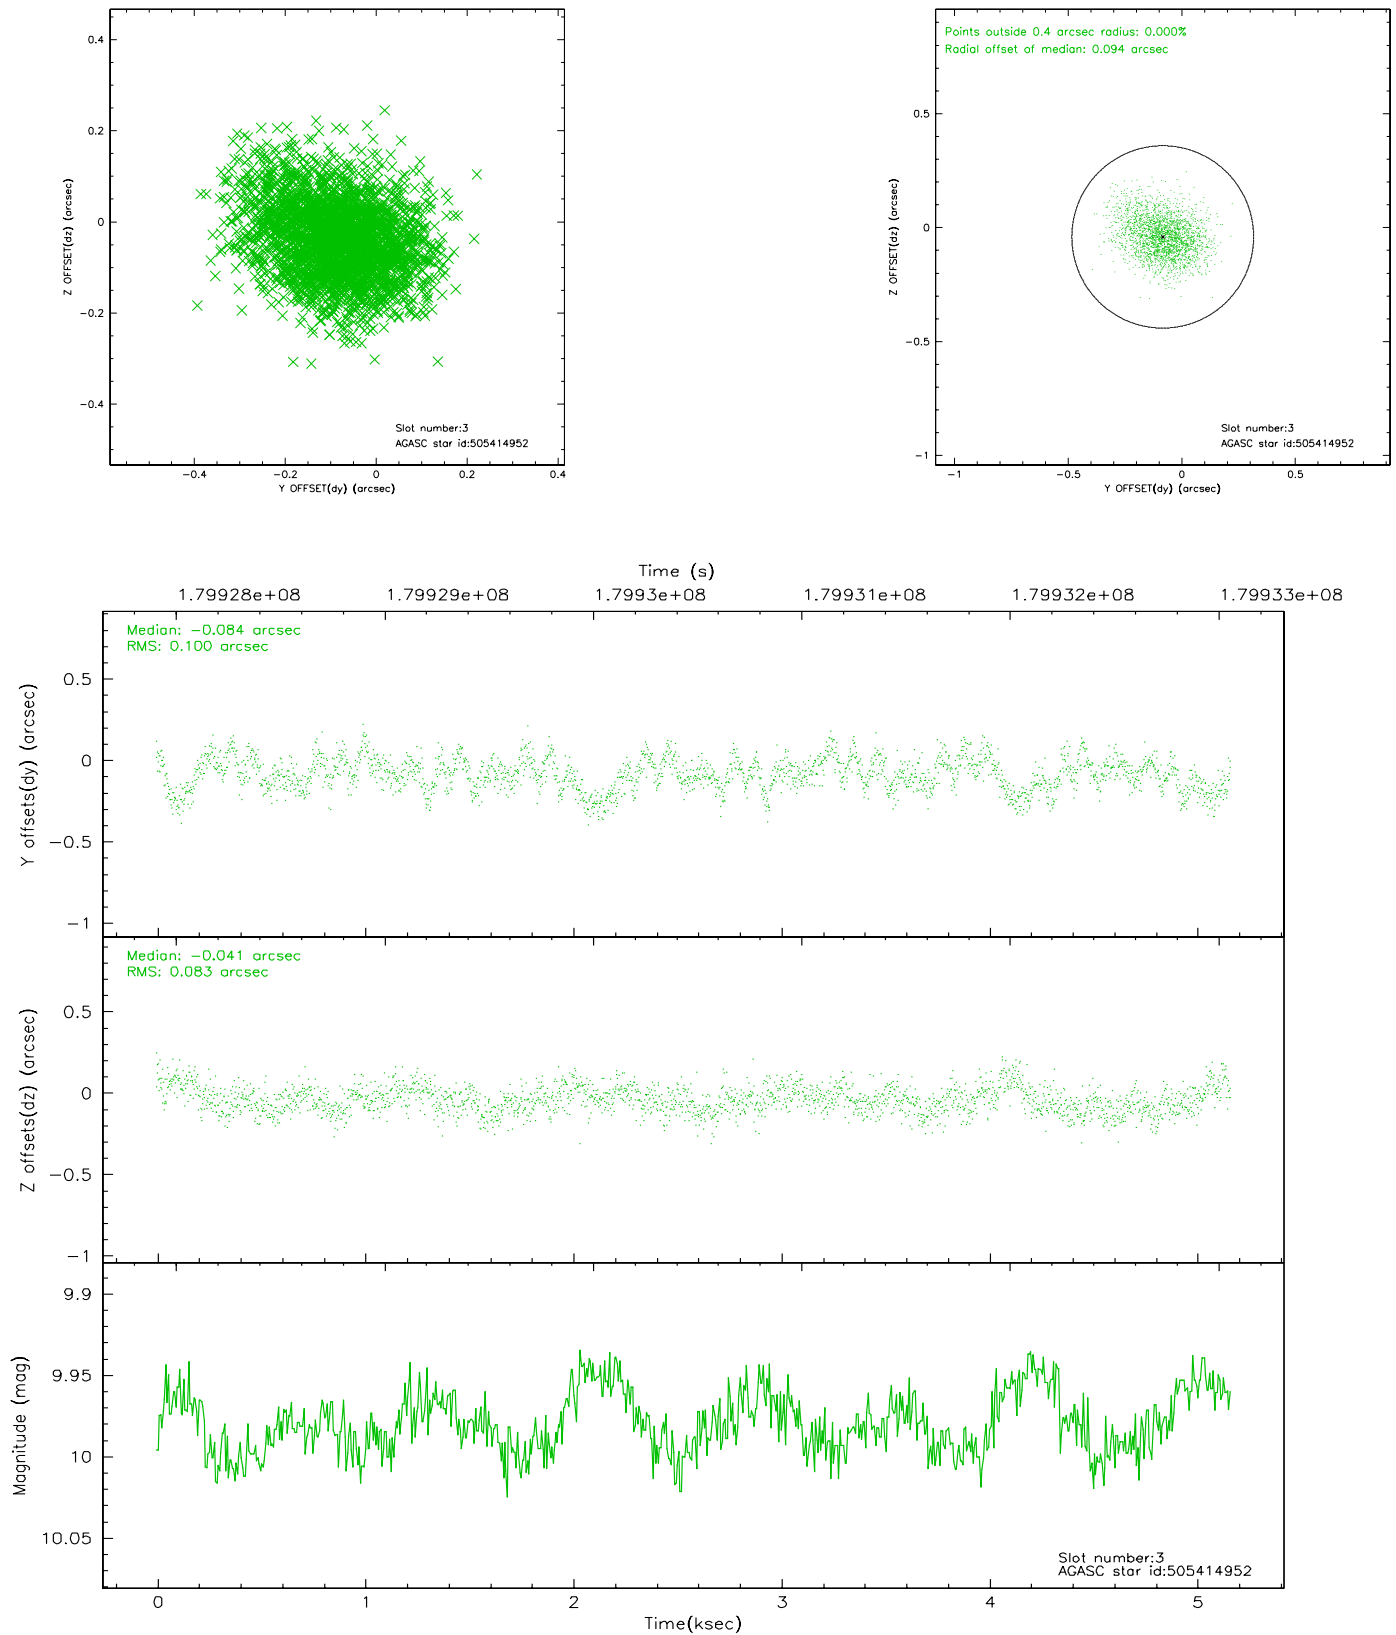 0.4
0.2
0
−0.2
−0.4
Z OFFSET(dz) (arcsec)
Slot number:3
AGASC star id:505414952
−0.4 −0.2 0 0.2 0.4
Y OFFSET(dy) (arcsec)
Points outside 0.4 arcsec radius: 0.000%
Radial offset of median: 0.094 arcsec
0.5
0
−0.5
−1
Z OFFSET(dz) (arcsec)
Slot number:3
AGASC star id:505414952
−1 −0.5 0 0.5
Y OFFSET(dy) (arcsec)
Time (s)
1.79928e+08 1.79929e+08 1.7993e+08 1.79931e+08 1.79932e+08 1.79933e+08
Median: −0.084 arcsec
RMS: 0.100 arcsec
0.5
0
−0.5
−1
Y offsets(dy) (arcsec)
Median: −0.041 arcsec
RMS: 0.083 arcsec
0.5
0
−0.5
−1
Z offsets(dz) (arcsec)
9.9
9.95
10
10.05
Magnitude (mag)
Slot number:3
AGASC star id:505414952
0 1 2 3 4 5
Time(ksec)